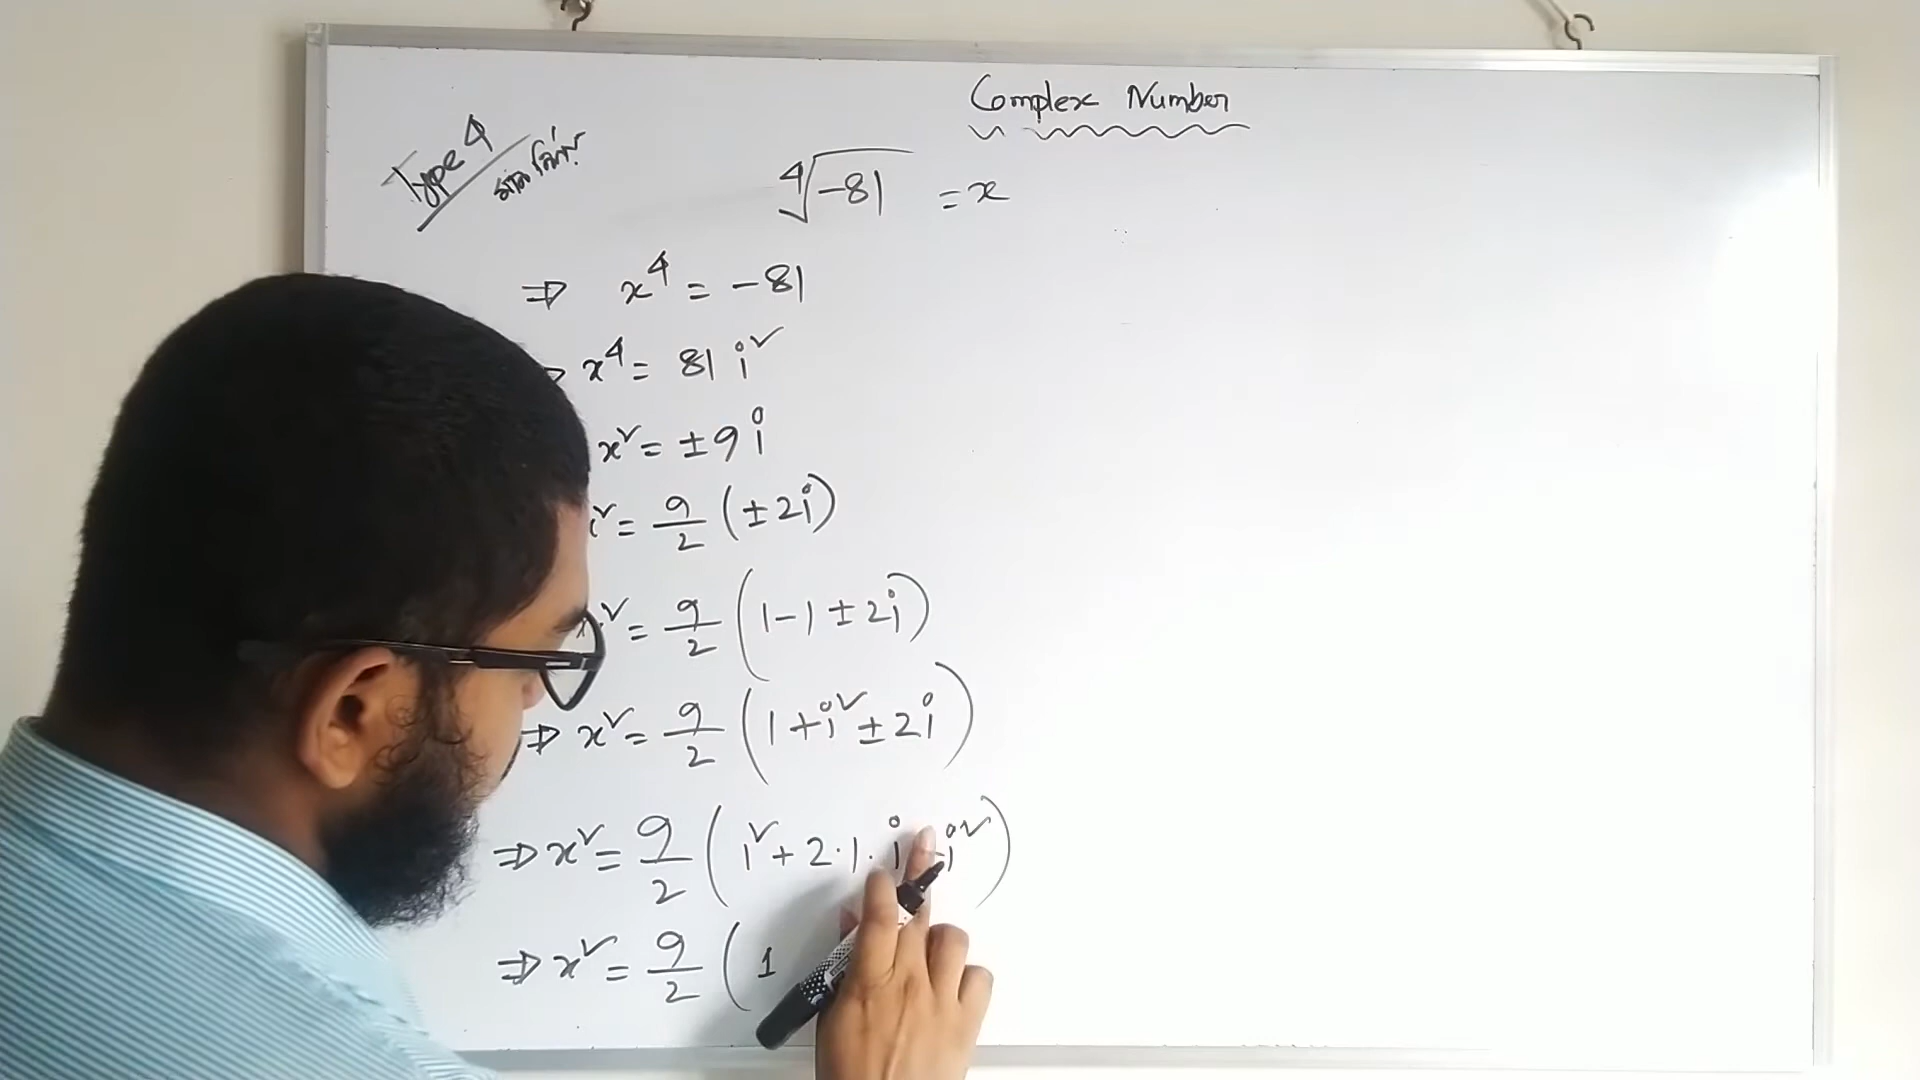 Complex Number
Type 4
∜-81 = x
⇒ x⁴ = -81
⇒ x⁴ = 81 i²
x² = ±9i
² = 9/2 (±2i)
x² = 9/2 (1-1±2i)
⇒ x² = 9/2 (1+i²±2i)
⇒ x² = 9/2 (1²+2·1·i+i²)
⇒ x² = 9/2 (1